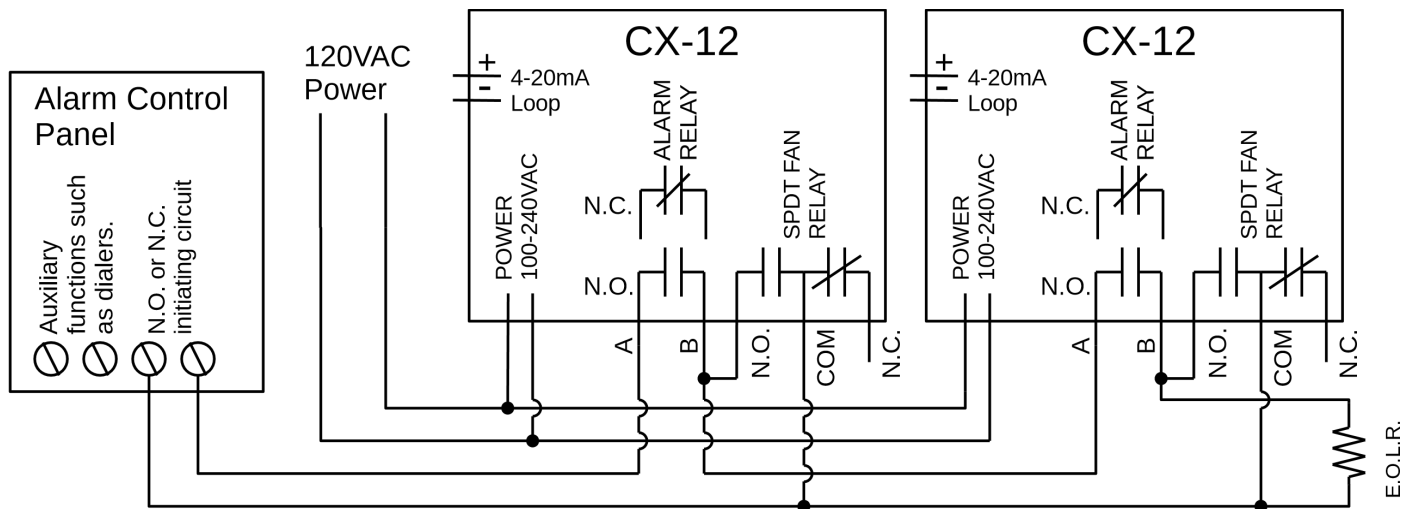 Alarm Control
Panel
Auxiliary
functions such
as dialers.
N.O. or N.C.
initiating circuit
120VAC
Power
CX-12
+
-
4-20mA
Loop
POWER
100-240VAC
ALARM
RELAY
N.C.
N.O.
SPDT FAN
RELAY
A
B
N.O.
COM
N.C.
CX-12
+
-
4-20mA
Loop
POWER
100-240VAC
ALARM
RELAY
N.C.
N.O.
SPDT FAN
RELAY
A
B
N.O.
COM
N.C.
E.O.L.R.